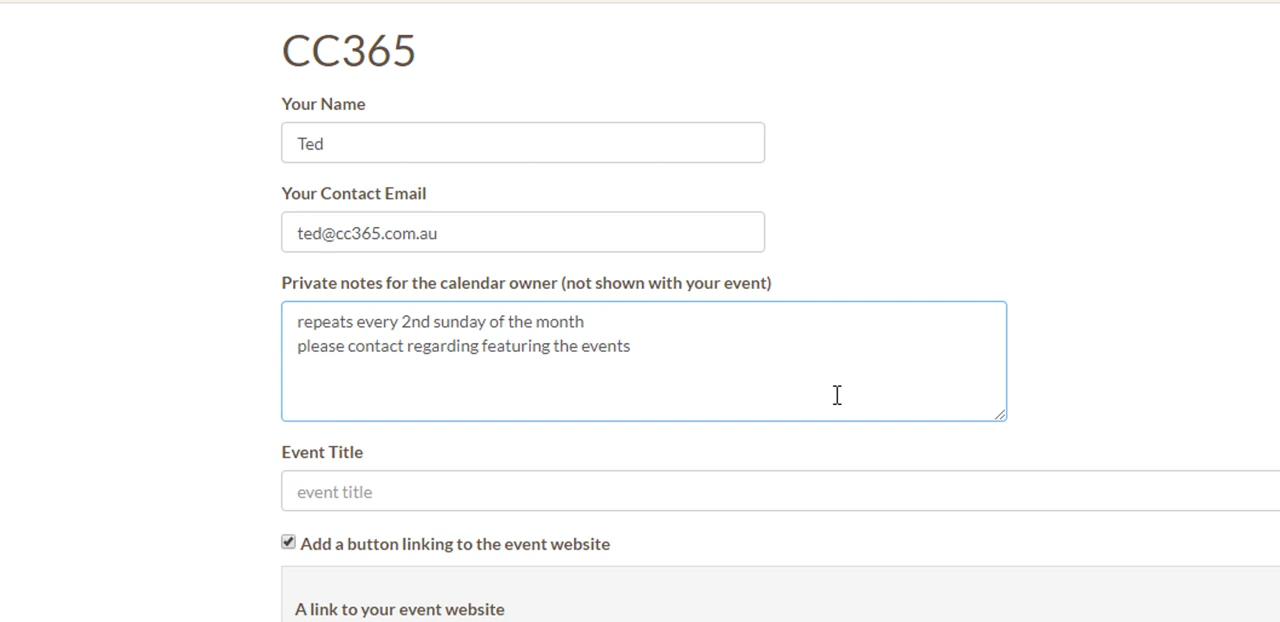 CC365
Your Name
Ted
Your Contact Email
ted@cc365.com.au
Private notes for the calendar owner (not shown with your event)
repeats every 2nd sunday of the month
please contact regarding featuring the events
Event Title
event title
Add a button linking to the event website
A link to your event website